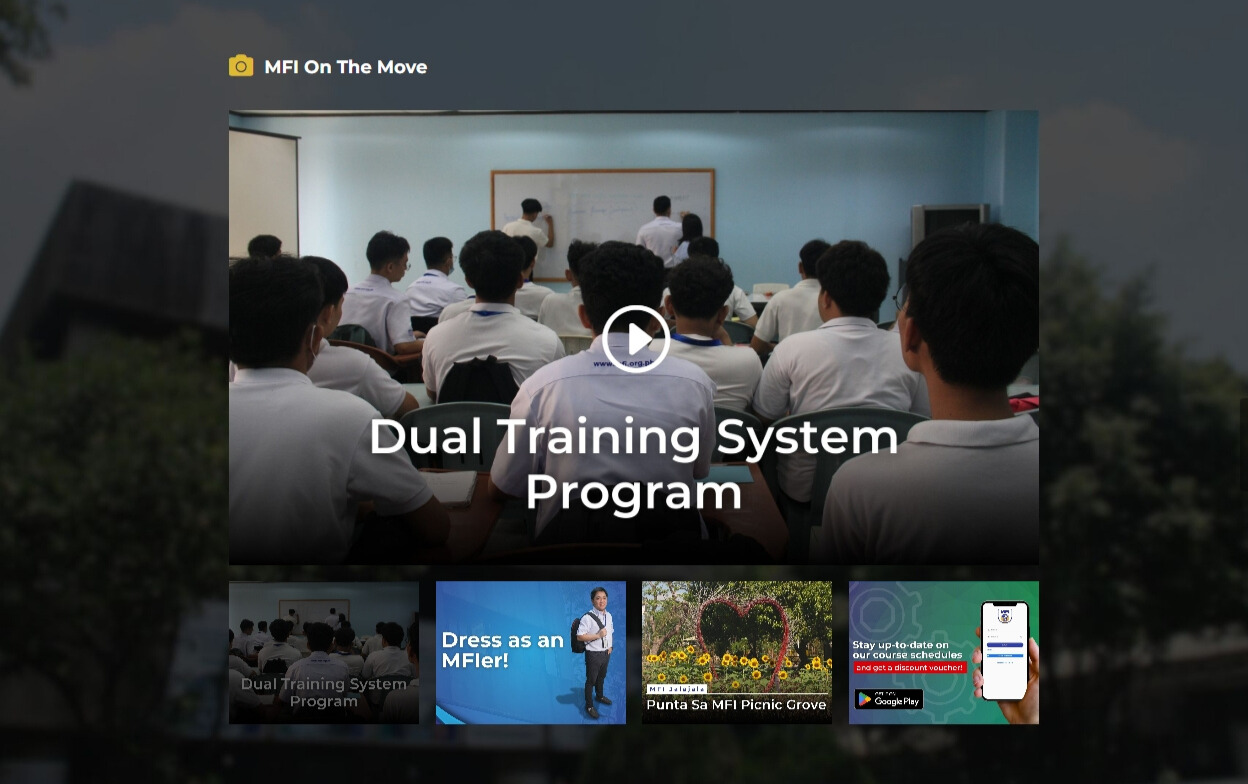 MFI On The Move
Dual Training System
Program
Dual Training System
Program
Dress as an
MFIer!
MFI Jalajala
Punta Sa MFI Picnic Grove
Stay up-to-date on
our course schedules
and get a discount voucher!
GET IT ON
Google Play